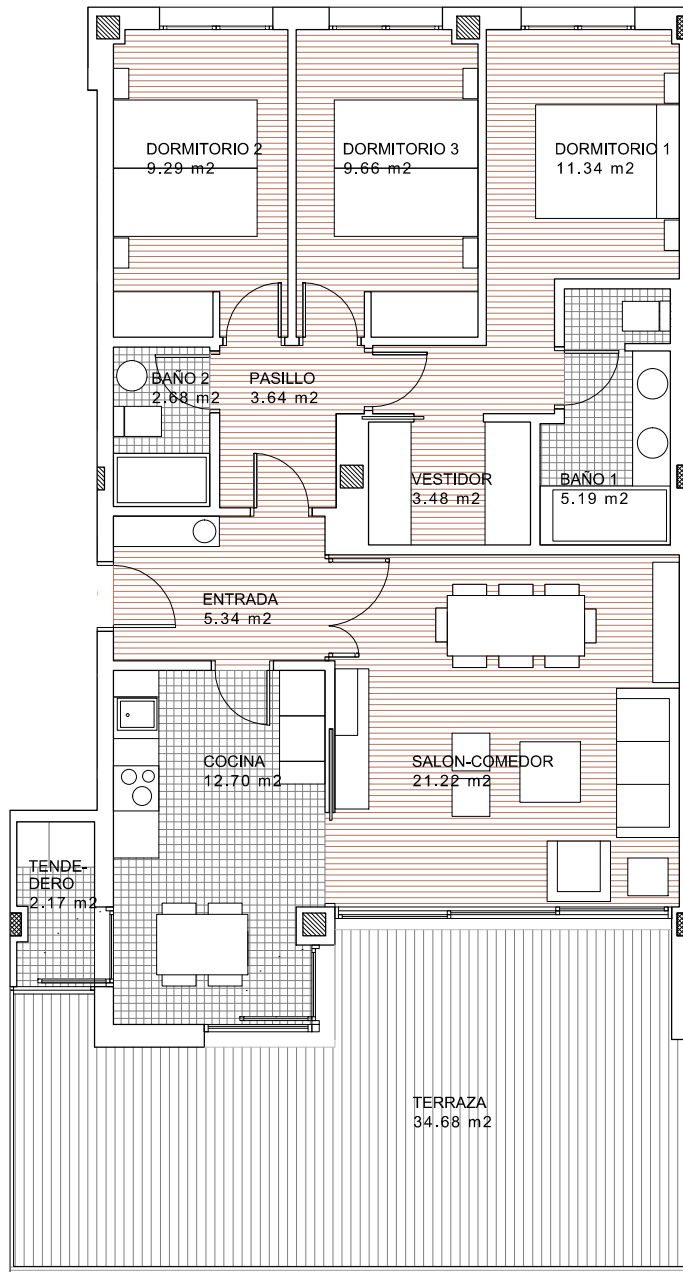 DORMITORIO 2
9.29 m2
DORMITORIO 3
9.66 m2
DORMITORIO 1
11.34 m2
BAÑO 2
2.68 m2
PASILLO
3.64 m2
VESTIDOR
3.48 m2
BAÑO 1
5.19 m2
ENTRADA
5.34 m2
COCINA
12.70 m2
SALON-COMEDOR
21.22 m2
TENDE-
DERO
2.17 m2
TERRAZA
34.68 m2